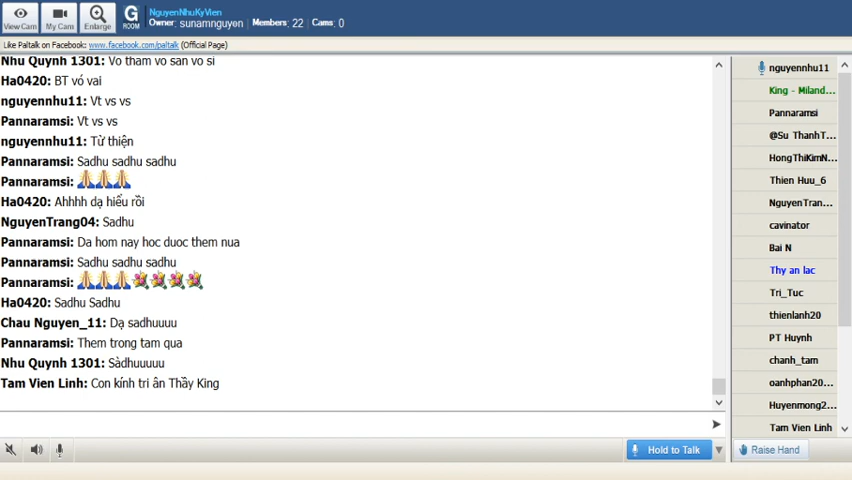 View Cam
My Cam
Enlarge
G
ROOM
NguyenNhuKyVien
Owner: sunamnguyen Members: 22 Cams: 0
Like Paltalk on Facebook: www.facebook.com/paltalk (Official Page)
Nhu Quynh 1301: Vo tham vo san vo si
Ha0420: BT vó vai
nguyennhu11: Vt vs vs
Pannaramsi: Vt vs vs
nguyennhu11: Từ thiện
Pannaramsi: Sadhu sadhu sadhu
Pannaramsi:
Ha0420: Ahhhh dạ hiểu rồi
NguyenTrang04: Sadhu
Pannaramsi: Da hom nay hoc duoc them nua
Pannaramsi: Sadhu sadhu sadhu
Pannaramsi:
Ha0420: Sadhu Sadhu
Chau Nguyen_11: Dạ sadhuuuu
Pannaramsi: Them trong tam qua
Nhu Quynh 1301: Sàdhuuuuu
Tam Vien Linh: Con kính tri ân Thầy King
nguyennhu11
King - Miland...
Pannaramsi
@Su ThanhT...
HongThiKimN...
Thien Huu_6
NguyenTran...
cavinator
Bai N
Thy an lac
Tri_Tuc
thienlanh20
PT Huynh
chanh_tam
oanhphan20...
Huyenmong2...
Tam Vien Linh
Hold to Talk
Raise Hand